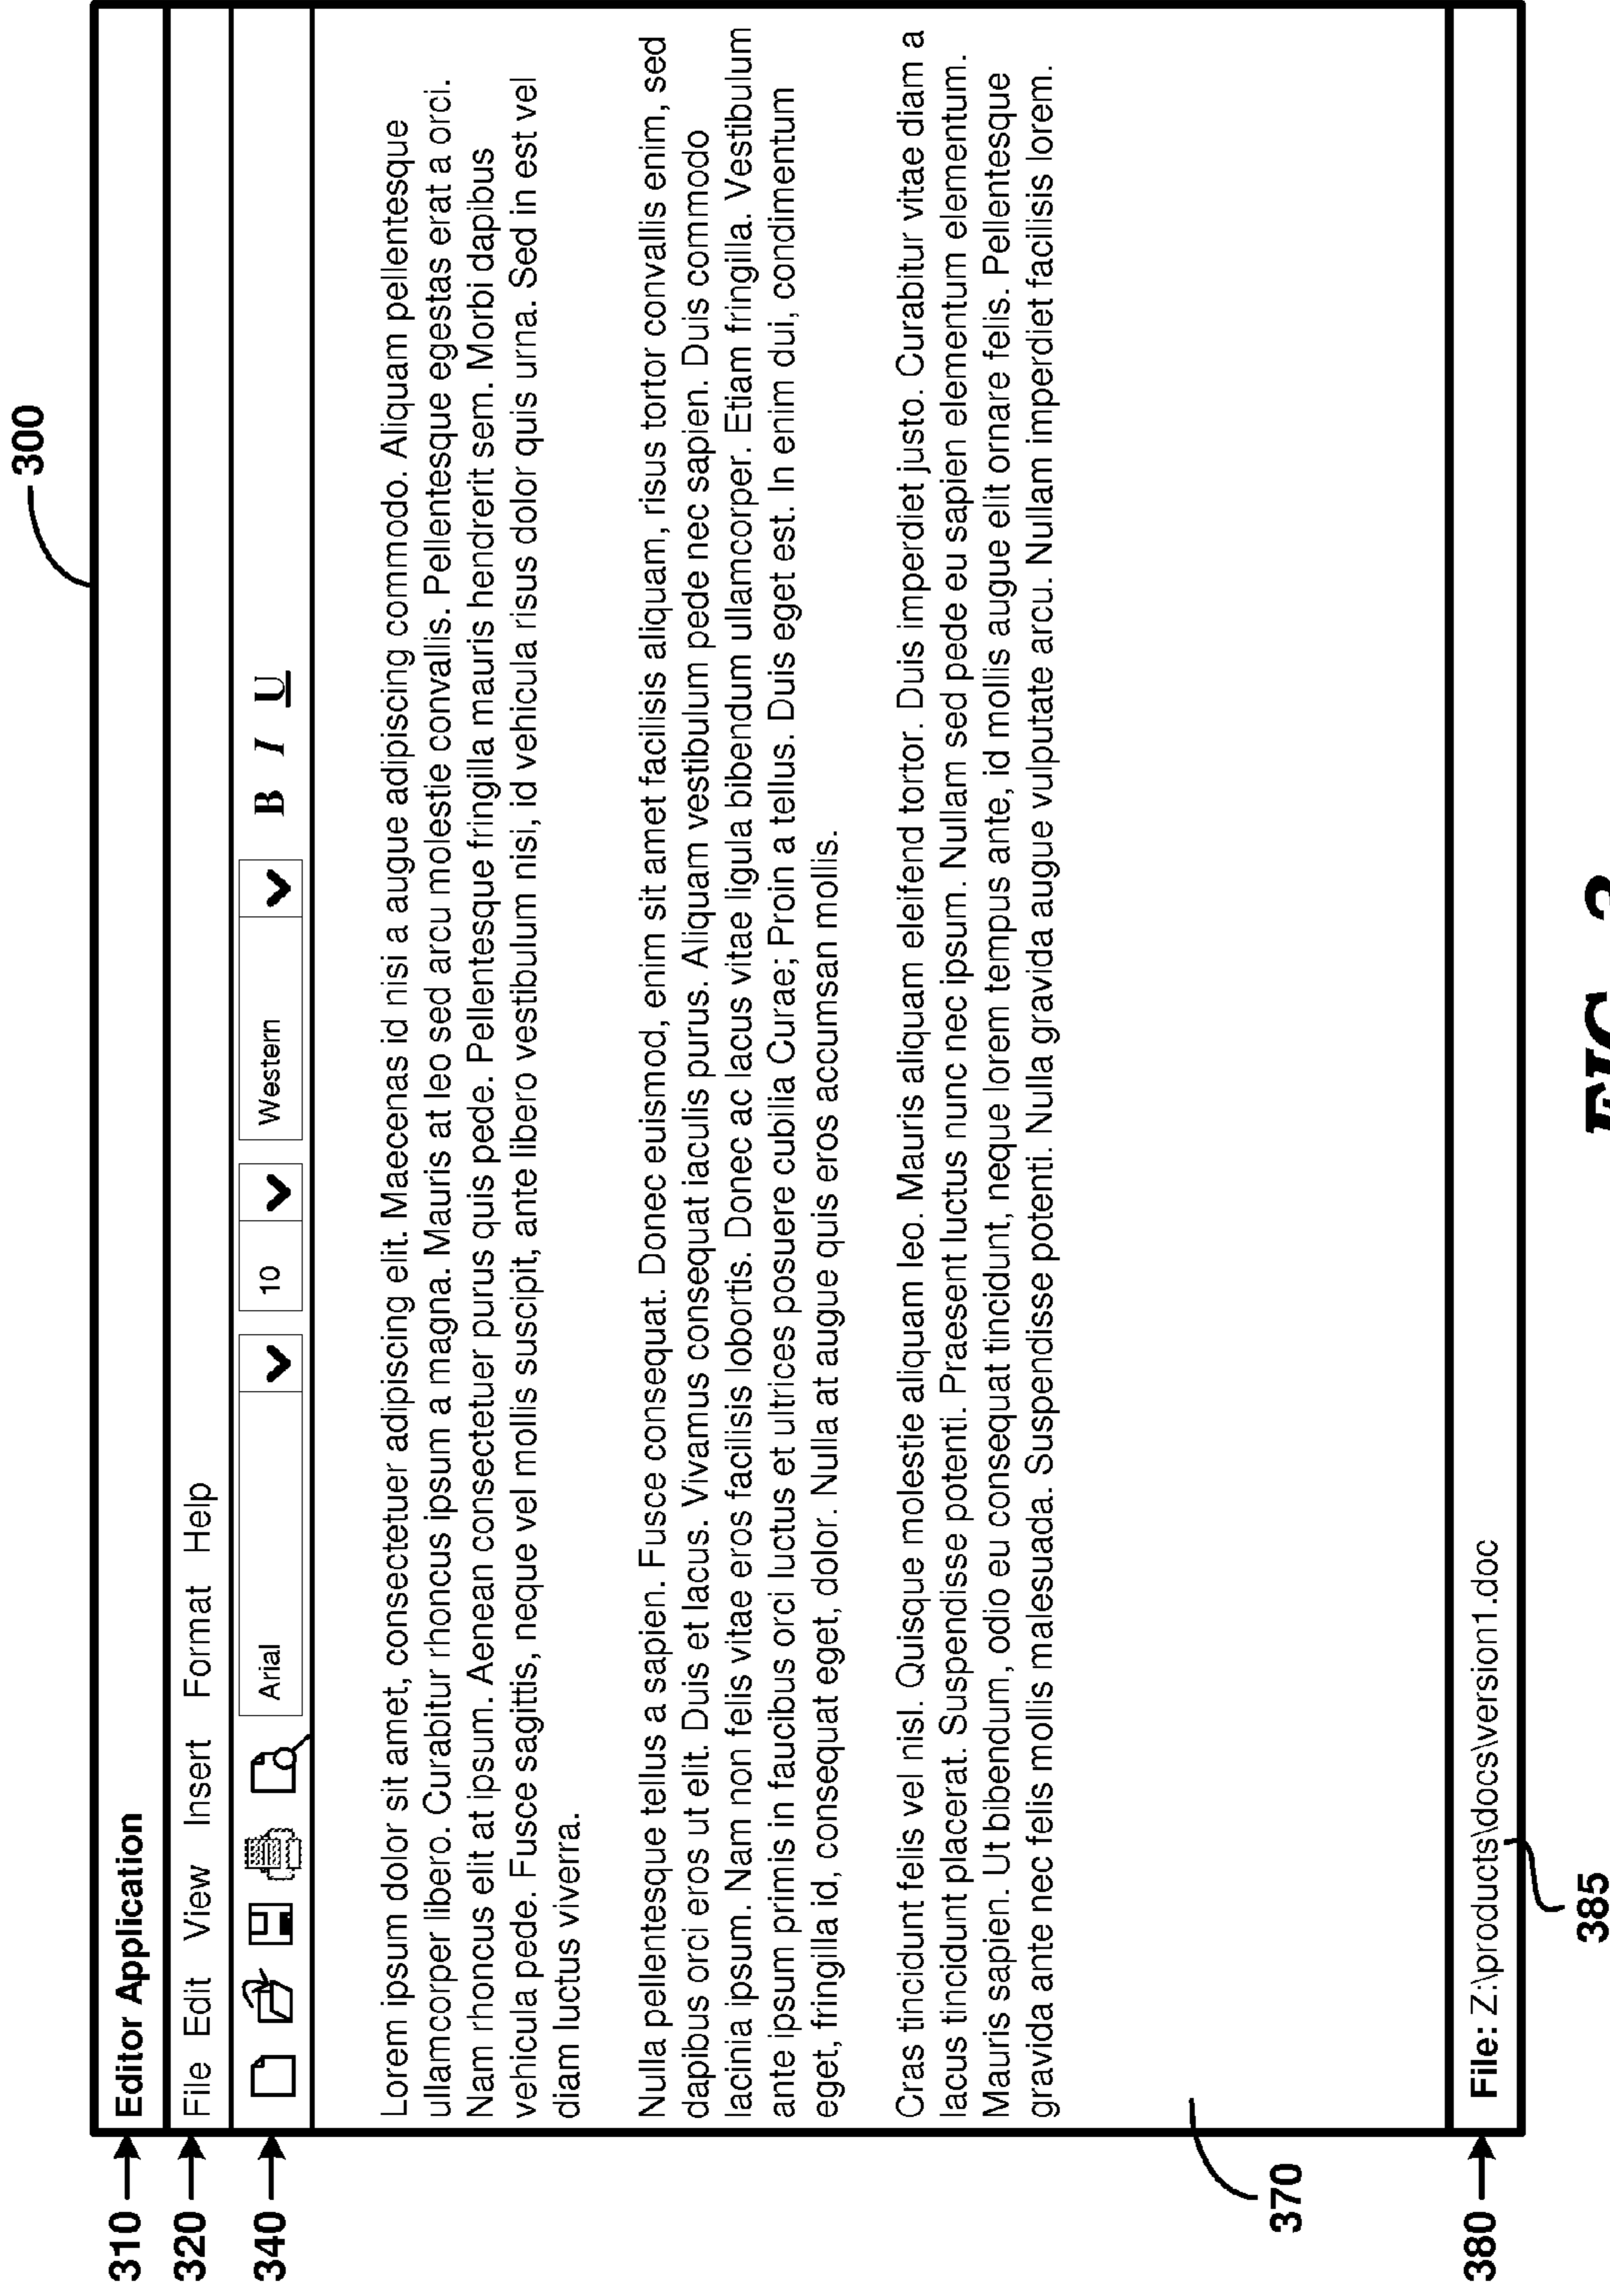 300
310
Editor Application
320
File Edit View Insert Format Help
340
Arial 10 Western B I U
Lorem ipsum dolor sit amet, consectetuer adipiscing elit. Maecenas id nisi a augue adipiscing commodo. Aliquam pellentesque
ullamcorper libero. Curabitur rhoncus ipsum a magna. Mauris at leo sed arcu molestie convallis. Pellentesque egestas erat a orci.
Nam rhoncus elit at ipsum. Aenean consectetuer purus quis pede. Pellentesque fringilla mauris hendrerit sem. Morbi dapibus
vehicula pede. Fusce sagittis, neque vel mollis suscipit, ante libero vestibulum nisi, id vehicula risus dolor quis urna. Sed in est vel
diam luctus viverra.
Nulla pellentesque tellus a sapien. Fusce consequat. Donec euismod, enim sit amet facilisis aliquam, risus tortor convallis enim, sed
dapibus orci eros ut elit. Duis et lacus. Vivamus consequat iaculis purus. Aliquam vestibulum pede nec sapien. Duis commodo
lacinia ipsum. Nam non felis vitae eros facilisis lobortis. Donec ac lacus vitae ligula bibendum ullamcorper. Etiam fringilla. Vestibulum
ante ipsum primis in faucibus orci luctus et ultrices posuere cubilia Curae; Proin a tellus. Duis eget est. In enim dui, condimentum
eget, fringilla id, consequat eget, dolor. Nulla at augue quis eros accumsan mollis.
Cras tincidunt felis vel nisl. Quisque molestie aliquam leo. Mauris aliquam eleifend tortor. Duis imperdiet justo. Curabitur vitae diam a
lacus tincidunt placerat. Suspendisse potenti. Praesent luctus nunc nec ipsum. Nullam sed pede eu sapien elementum elementum.
Mauris sapien. Ut bibendum, odio eu consequat tincidunt, neque lorem tempus ante, id mollis augue elit ornare felis. Pellentesque
gravida ante nec felis mollis malesuada. Suspendisse potenti. Nulla gravida augue vulputate arcu. Nullam imperdiet facilisis lorem.
370
380
File: Z:\products\docs\version1.doc
385